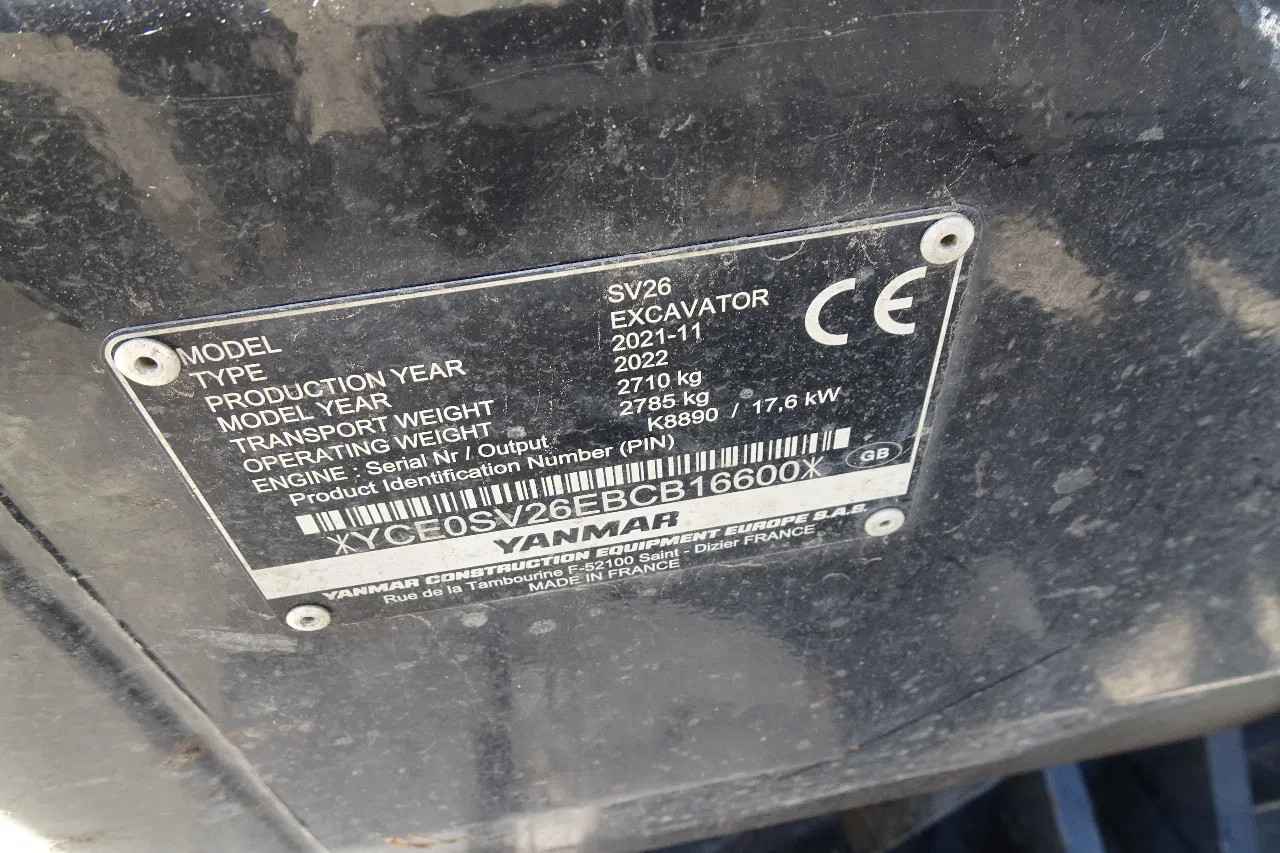 MODEL SV26
TYPE EXCAVATOR
PRODUCTION YEAR 2021-11
MODEL YEAR 2022
TRANSPORT WEIGHT 2710 kg
OPERATING WEIGHT 2785 kg
ENGINE : Serial Nr / Output K8890 / 17,6 kW
Product Identification Number (PIN)
CE
GB
*YCE0SV26EBCB16600*
YANMAR
YANMAR CONSTRUCTION EQUIPMENT EUROPE S.A.S.
Rue de la Tambourine F-52100 Saint - Dizier FRANCE
MADE IN FRANCE